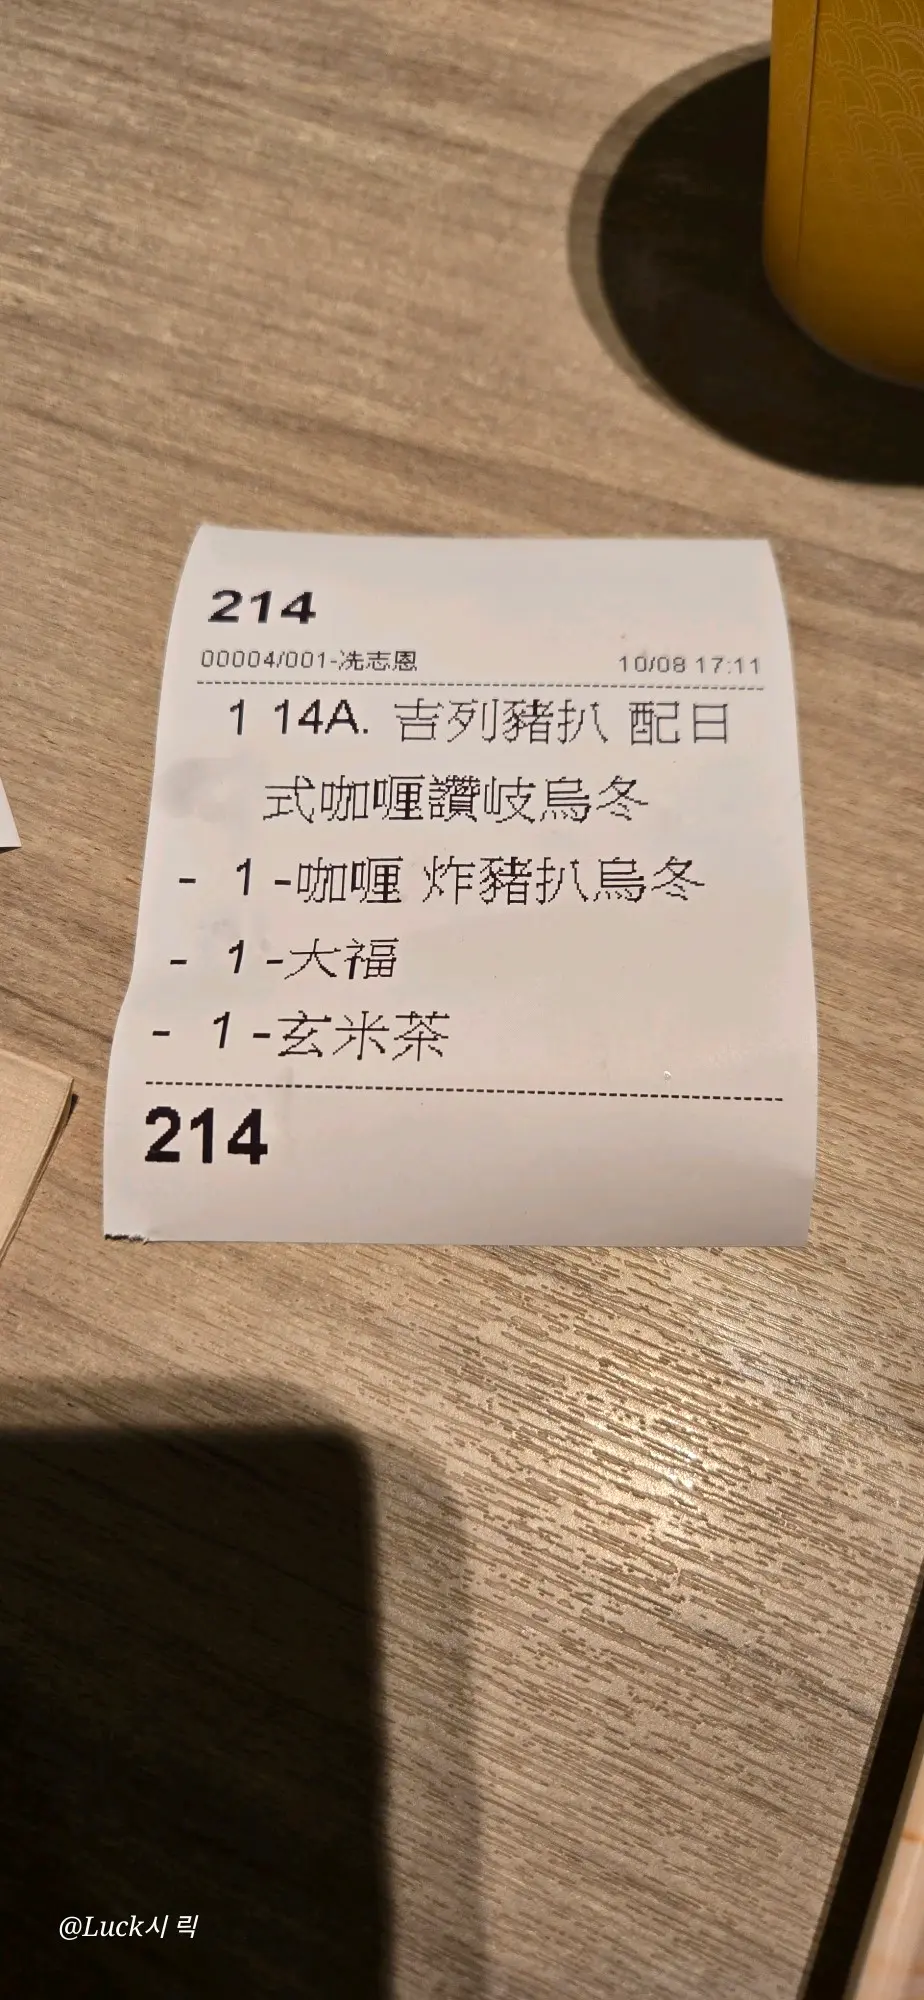 214
00004/001-冼志恩 10/08 17:11
1 14A. 吉列豬扒 配日
式咖喱讚岐烏冬
- 1 -咖喱 炸豬扒烏冬
- 1 -大福
- 1 -玄米茶
214
@Luck시 릭